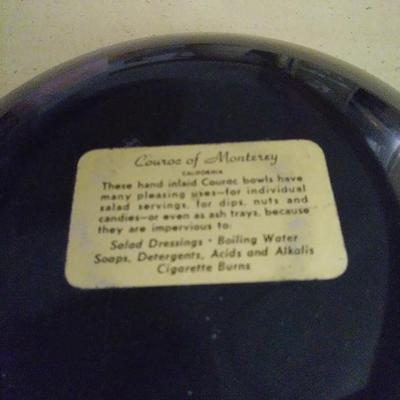 Couroc of Monterey
CALIFORNIA
These hand inlaid Couroc bowls have
many pleasing uses—for individual
salad servings, for dips, nuts and
candies—or even as ash trays, because
they are impervious to:
Salad Dressings · Boiling Water
Soaps, Detergents, Acids and Alkalis
Cigarette Burns